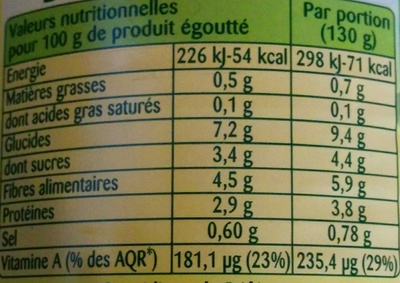 Valeurs nutritionnelles Par portion
pour 100 g de produit égoutté (130 g)
Energie 226 kJ-54 kcal 298 kJ-71 kcal
Matières grasses 0,5 g 0,7 g
dont acides gras saturés 0,1 g 0,1 g
Glucides 7,2 g 9,4 g
dont sucres 3,4 g 4,4 g
Fibres alimentaires 4,5 g 5,9 g
Protéines 2,9 g 3,8 g
Sel 0,60 g 0,78 g
Vitamine A (% des AQR*) 181,1 µg (23%) 235,4 µg (29%)